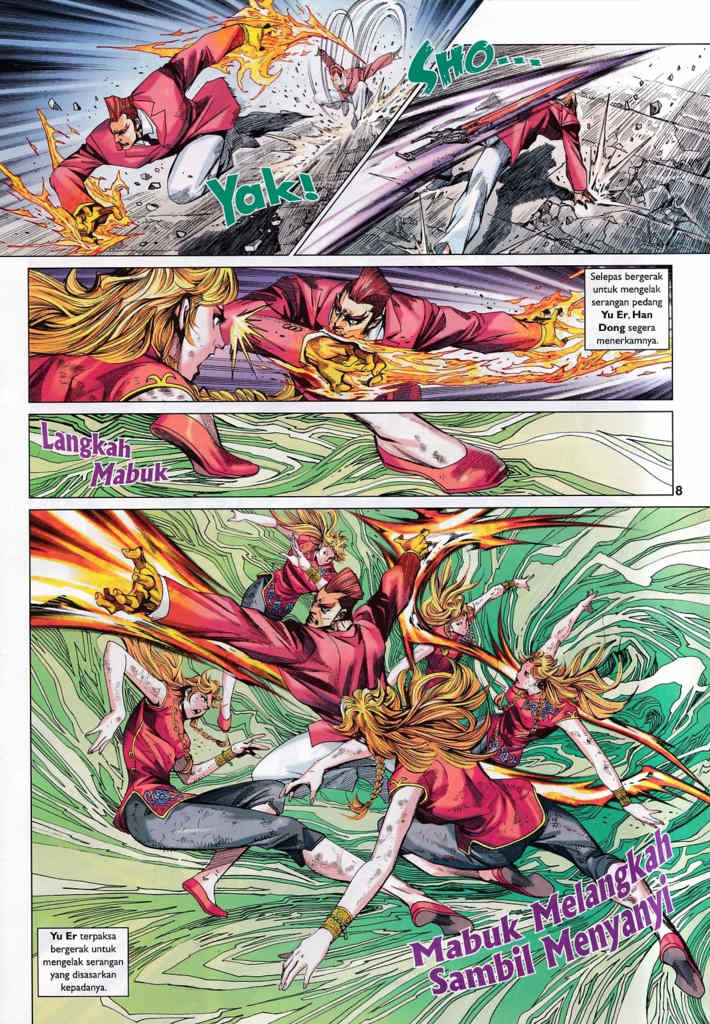 SHO...
Yak!
Selepas bergerak
untuk mengelak
serangan pedang
Yu Er, Han
Dong segera
menerkamnya.
Langkah
Mabuk
8
Mabuk Melangkah
Sambil Menyanyi
Yu Er terpaksa
bergerak untuk
mengelak serangan
yang disasarkan
kepadanya.